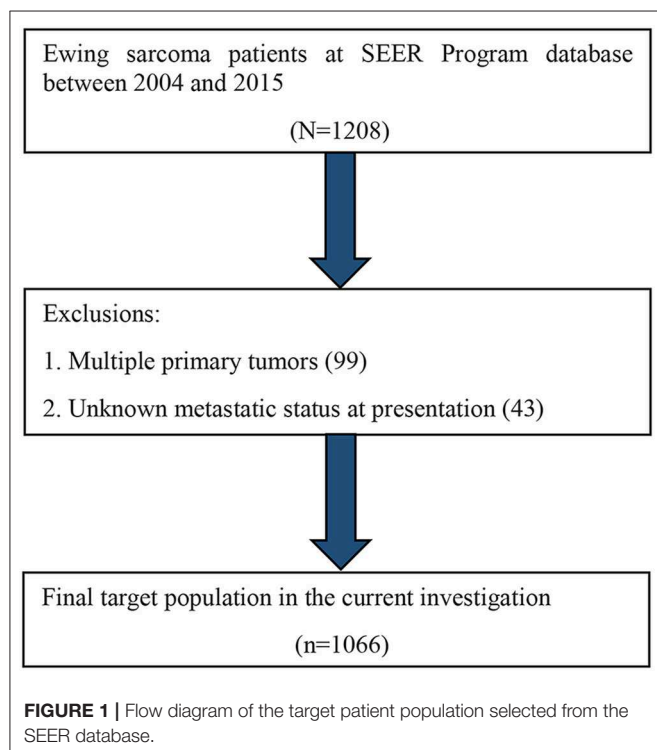 Ewing sarcoma patients at SEER Program database
between 2004 and 2015
(N=1208)
Exclusions:
1. Multiple primary tumors (99)
2. Unknown metastatic status at presentation (43)
Final target population in the current investigation
(n=1066)
FIGURE 1 | Flow diagram of the target patient population selected from the
SEER database.